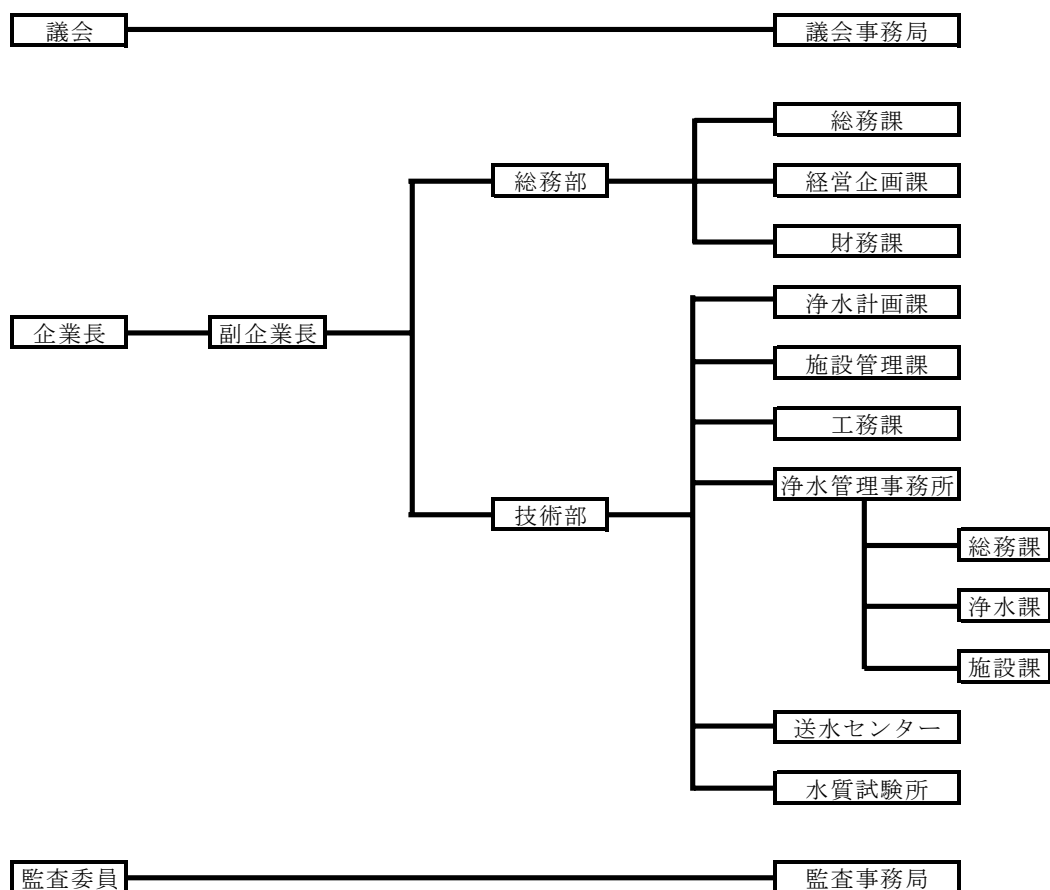 議会
議会事務局
総務課
総務部
経営企画課
財務課
浄水計画課
企業長
副企業長
施設管理課
工務課
浄水管理事務所
技術部
総務課
浄水課
施設課
送水センター
水質試験所
監査委員
監査事務局